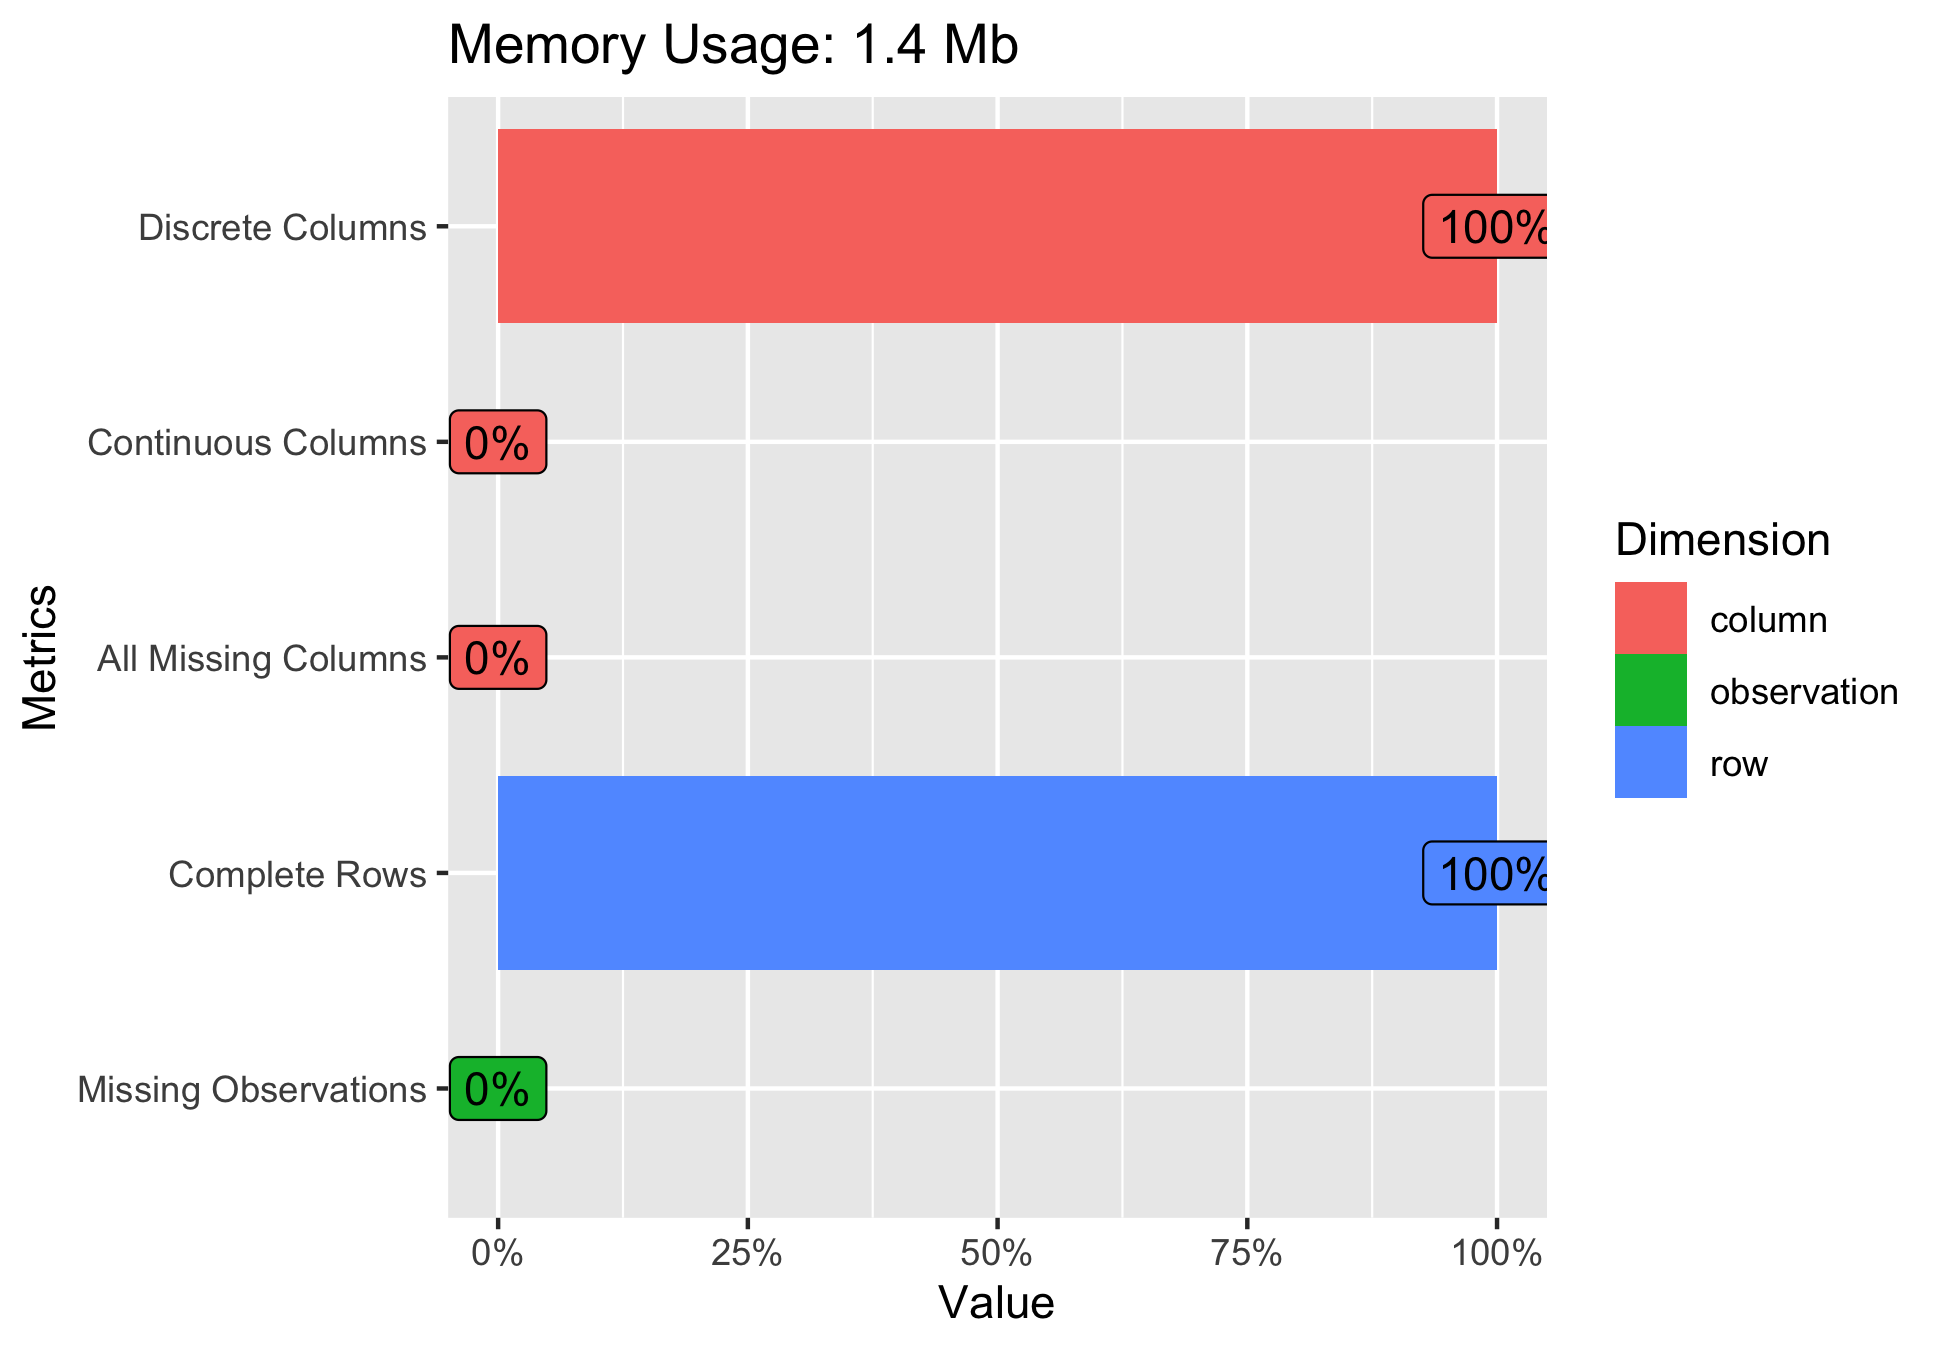 Memory Usage: 1.4 Mb
Metrics
Discrete Columns
100%
Continuous Columns
0%
All Missing Columns
0%
Complete Rows
100%
Missing Observations
0%
0%
25%
50%
75%
100%
Value
Dimension
column
observation
row